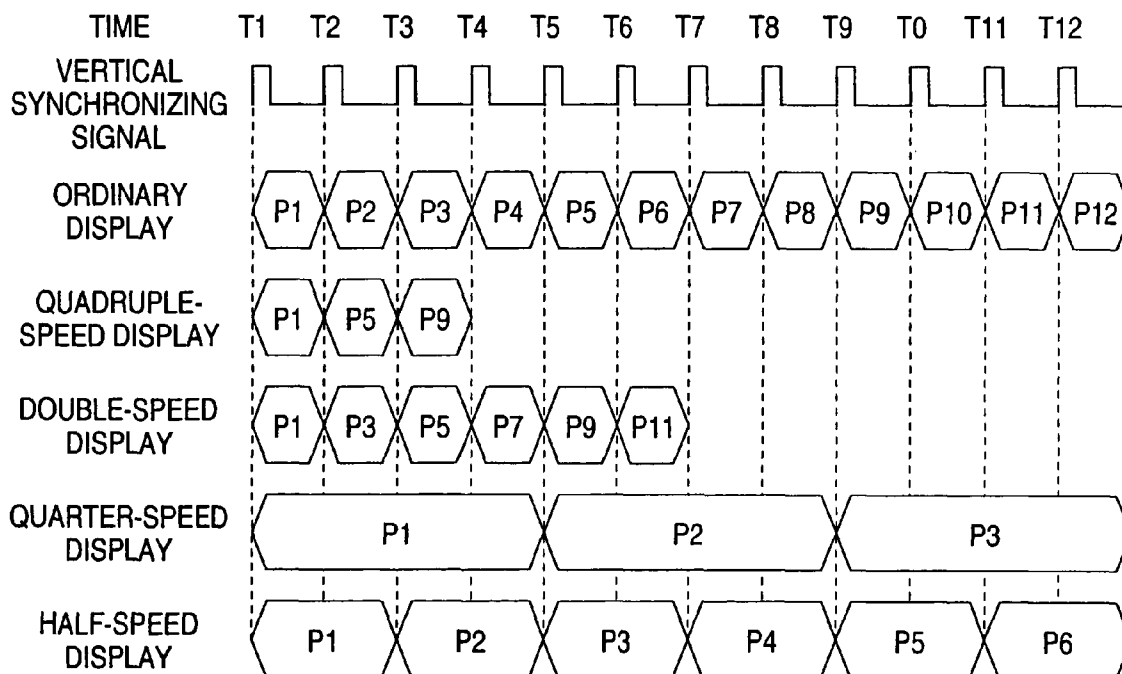 TIME T1 T2 T3 T4 T5 T6 T7 T8 T9 T0 T11 T12
VERTICAL
SYNCHRONIZING
SIGNAL
ORDINARY
DISPLAY
P1 P2 P3 P4 P5 P6 P7 P8 P9 P10 P11 P12
QUADRUPLE-
SPEED DISPLAY
P1 P5 P9
DOUBLE-SPEED
DISPLAY
P1 P3 P5 P7 P9 P11
QUARTER-SPEED
DISPLAY
P1 P2 P3
HALF-SPEED
DISPLAY
P1 P2 P3 P4 P5 P6